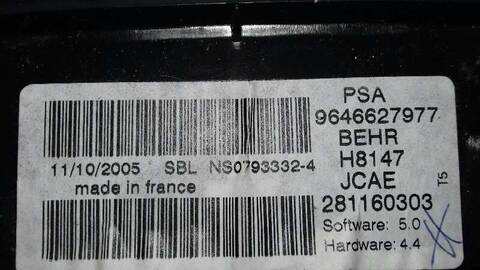 PSA
9646627977
BEHR
H8147
JCAE
281160303
Software: 5.0
Hardware: 4.4
T5
11/10/2005 SBL NS0793332-4
made in france